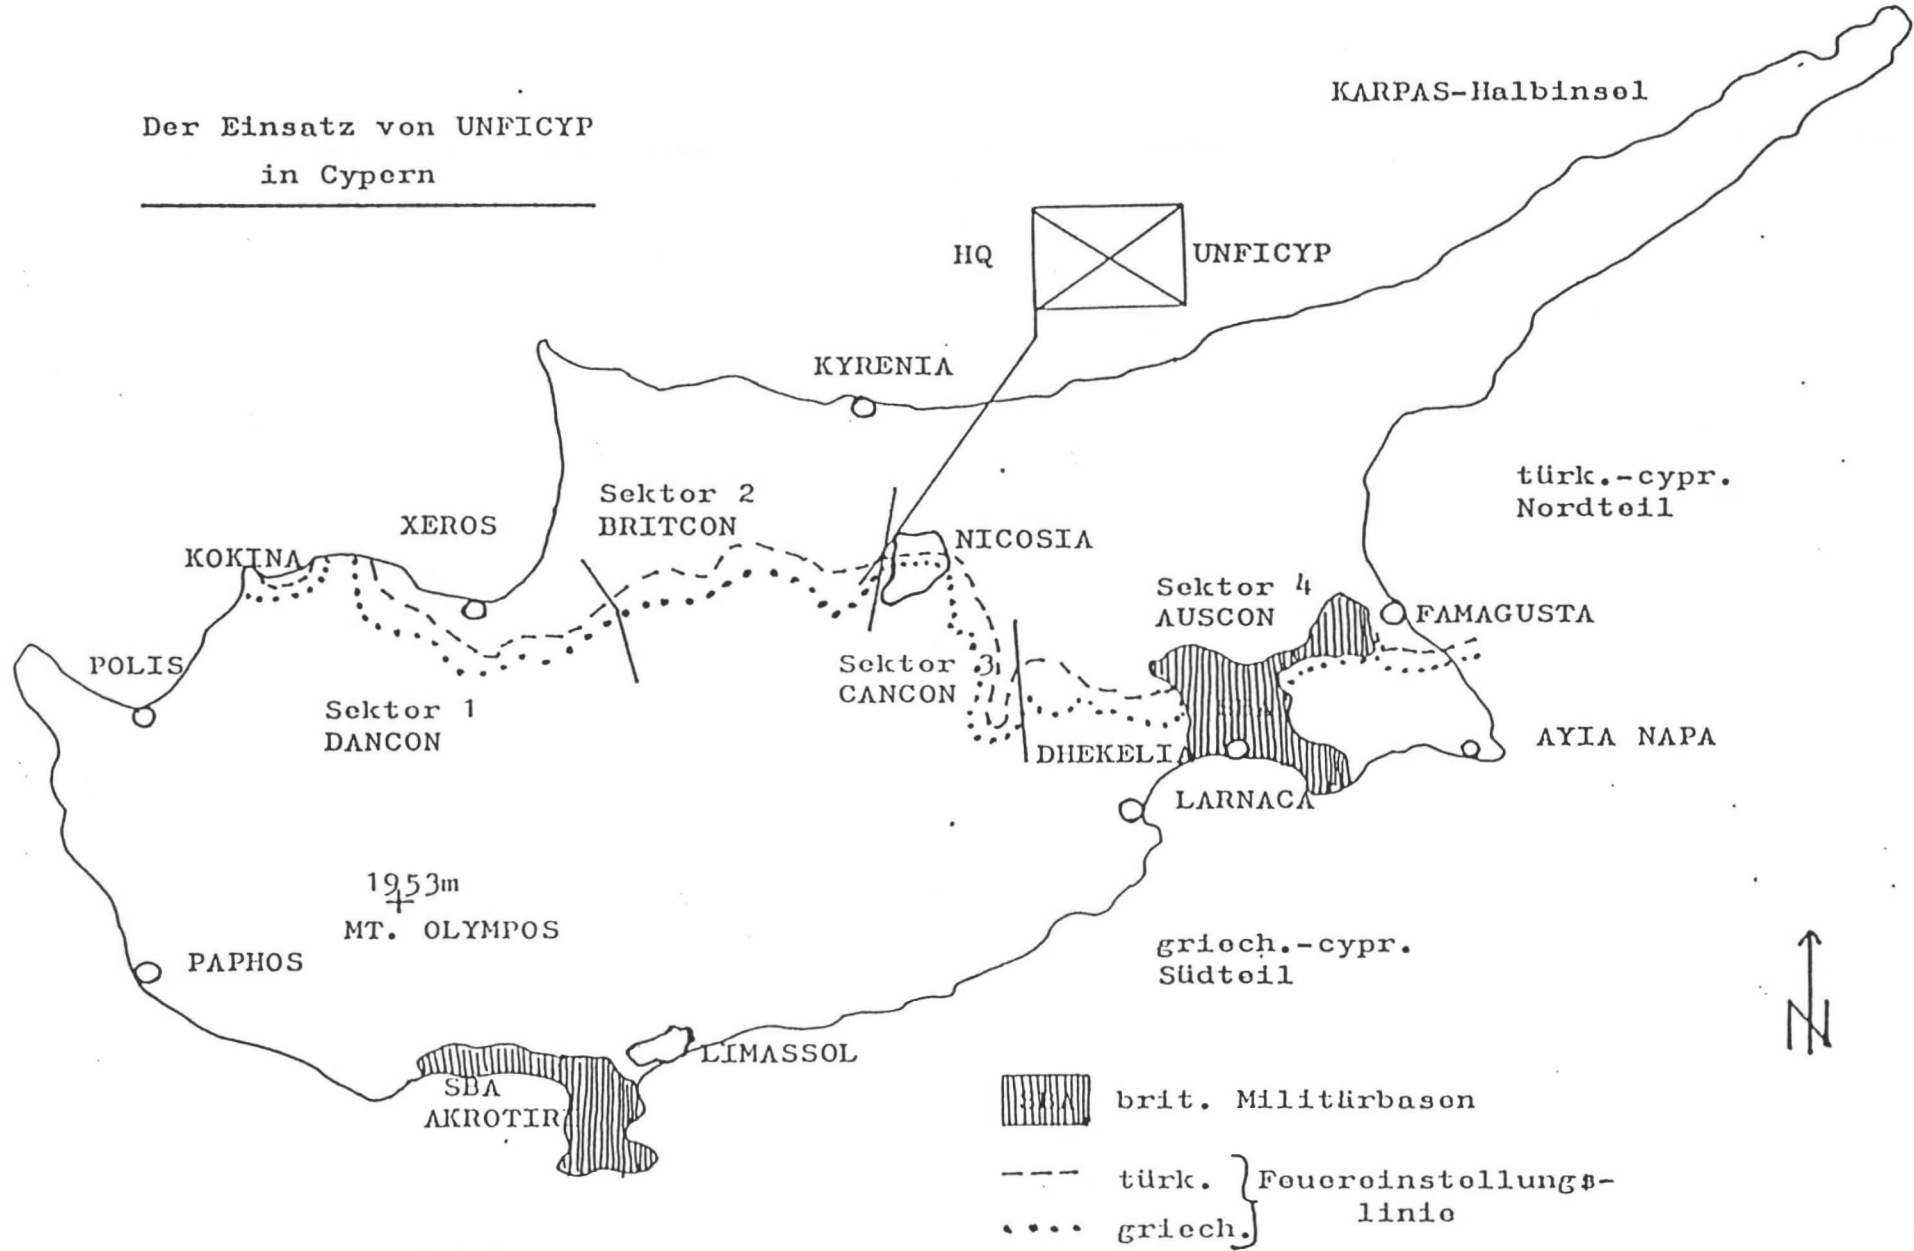 Der Einsatz von UNFICYP
in Cypern
KARPAS-Halbinsel
HQ
UNFICYP
KYRENIA
türk.-cypr.
Nordteil
Sektor 2
BRITCON
XEROS
KOKINA
NICOSIA
Sektor 4
AUSCON
FAMAGUSTA
POLIS
Sektor 3
CANCON
Sektor 1
DANCON
DHEKELIA
AYIA NAPA
LARNACA
1953m
MT. OLYMPOS
PAPHOS
griech.-cypr.
Südteil
N
LIMASSOL
SBA
AKROTIRI
SBA
brit. Militärbasen
türk.
Feuereinstellungs-
linie
griech.